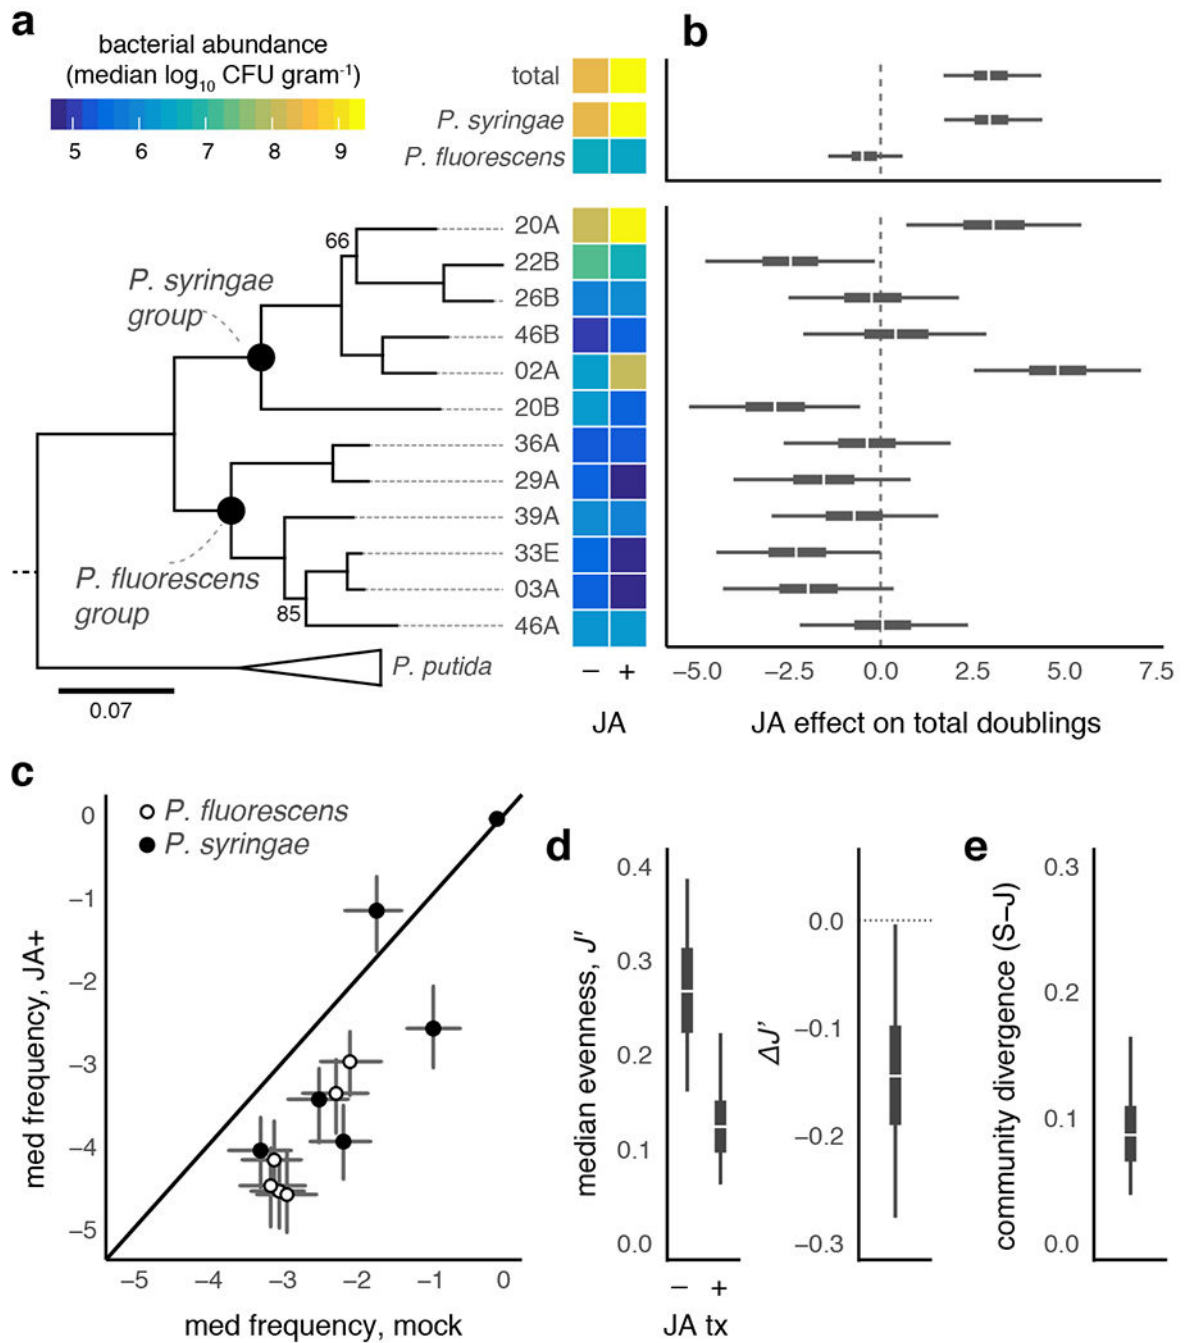 a
bacterial abundance
(median log10 CFU gram-1)
5 6 7 8 9
total
P. syringae
P. fluorescens
66
P. syringae
group
20A
22B
26B
46B
02A
20B
36A
29A
39A
33E
03A
46A
P. fluorescens
group
85
P. putida
0.07
− +
JA
b
−5.0 −2.5 0.0 2.5 5.0 7.5
JA effect on total doublings
c
P. fluorescens
P. syringae
0
−1
−2
−3
−4
−5
med frequency, JA+
−5 −4 −3 −2 −1 0
med frequency, mock
d
0.4
0.3
0.2
0.1
0.0
median evenness, J'
− +
JA tx
0.0
−0.1
−0.2
−0.3
ΔJ'
e
0.3
0.2
0.1
0.0
community divergence (S–J)